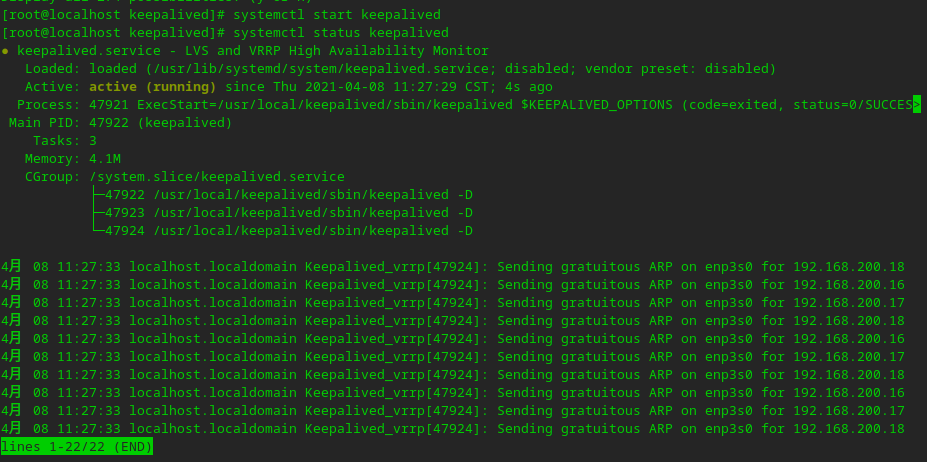 [root@localhost keepalived]# systemctl start keepalived
[root@localhost keepalived]# systemctl status keepalived
● keepalived.service - LVS and VRRP High Availability Monitor
   Loaded: loaded (/usr/lib/systemd/system/keepalived.service; disabled; vendor preset: disabled)
   Active: active (running) since Thu 2021-04-08 11:27:29 CST; 4s ago
  Process: 47921 ExecStart=/usr/local/keepalived/sbin/keepalived $KEEPALIVED_OPTIONS (code=exited, status=0/SUCCES>
 Main PID: 47922 (keepalived)
    Tasks: 3
   Memory: 4.1M
   CGroup: /system.slice/keepalived.service
           ├─47922 /usr/local/keepalived/sbin/keepalived -D
           ├─47923 /usr/local/keepalived/sbin/keepalived -D
           └─47924 /usr/local/keepalived/sbin/keepalived -D
4月 08 11:27:33 localhost.localdomain Keepalived_vrrp[47924]: Sending gratuitous ARP on enp3s0 for 192.168.200.18
4月 08 11:27:33 localhost.localdomain Keepalived_vrrp[47924]: Sending gratuitous ARP on enp3s0 for 192.168.200.16
4月 08 11:27:33 localhost.localdomain Keepalived_vrrp[47924]: Sending gratuitous ARP on enp3s0 for 192.168.200.17
4月 08 11:27:33 localhost.localdomain Keepalived_vrrp[47924]: Sending gratuitous ARP on enp3s0 for 192.168.200.18
4月 08 11:27:33 localhost.localdomain Keepalived_vrrp[47924]: Sending gratuitous ARP on enp3s0 for 192.168.200.16
4月 08 11:27:33 localhost.localdomain Keepalived_vrrp[47924]: Sending gratuitous ARP on enp3s0 for 192.168.200.17
4月 08 11:27:33 localhost.localdomain Keepalived_vrrp[47924]: Sending gratuitous ARP on enp3s0 for 192.168.200.18
4月 08 11:27:33 localhost.localdomain Keepalived_vrrp[47924]: Sending gratuitous ARP on enp3s0 for 192.168.200.16
4月 08 11:27:33 localhost.localdomain Keepalived_vrrp[47924]: Sending gratuitous ARP on enp3s0 for 192.168.200.17
4月 08 11:27:33 localhost.localdomain Keepalived_vrrp[47924]: Sending gratuitous ARP on enp3s0 for 192.168.200.18
lines 1-22/22 (END)